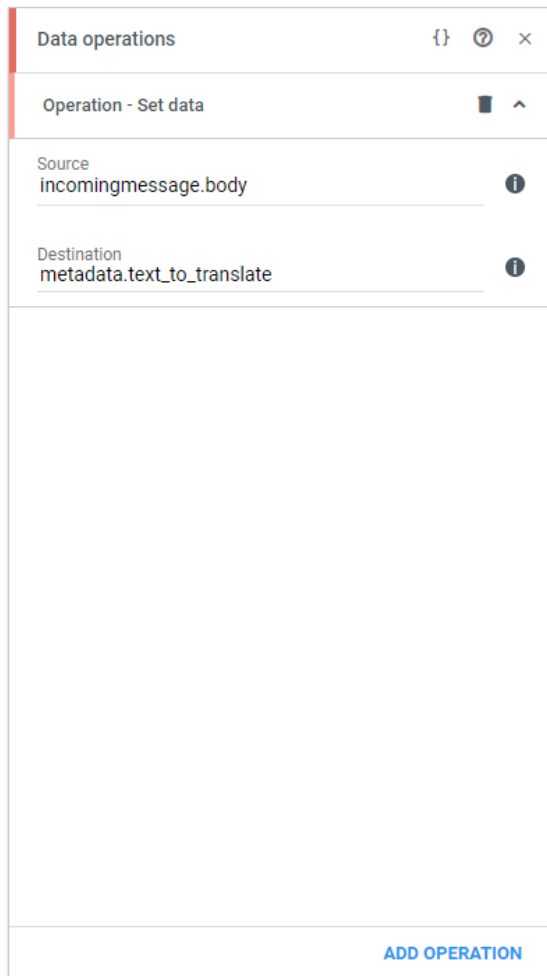 Data operations {}
Operation - Set data
Source
incomingmessage.body
Destination
metadata.text_to_translate
ADD OPERATION